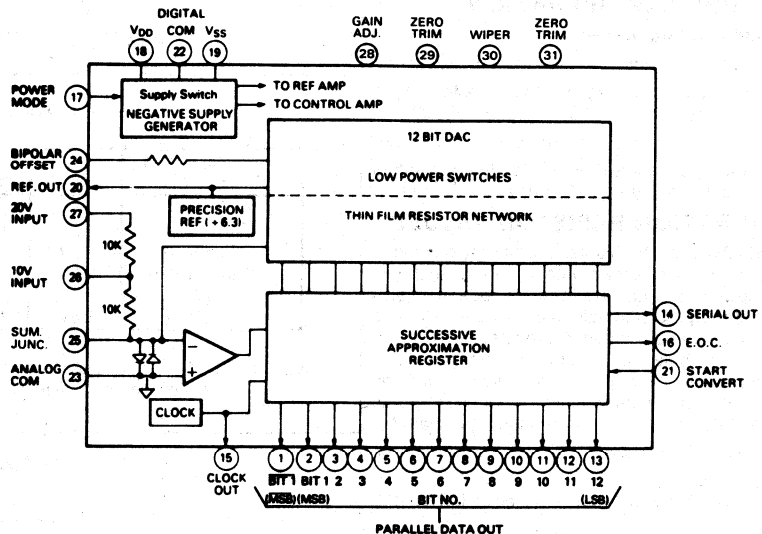 DIGITAL
VDD COM VSS
18 22 19
GAIN ADJ.
28
ZERO TRIM
29
WIPER
30
ZERO TRIM
31
POWER MODE
17
Supply Switch
NEGATIVE SUPPLY
GENERATOR
TO REF AMP
TO CONTROL AMP
BIPOLAR OFFSET
24
REF. OUT
20
20V INPUT
27
10K
10V INPUT
26
10K
SUM. JUNC.
25
ANALOG COM
23
PRECISION
REF (+6.3)
12 BIT DAC
LOW POWER SWITCHES
THIN FILM RESISTOR NETWORK
−
+
SUCCESSIVE
APPROXIMATION
REGISTER
14 SERIAL OUT
16 E.O.C.
21 START CONVERT
CLOCK
15
CLOCK OUT
1 2 3 4 5 6 7 8 9 10 11 12 13
BIT 1 BIT 1 2 3 4 5 6 7 8 9 10 11 12
(MSB) (MSB) BIT NO. (LSB)
PARALLEL DATA OUT